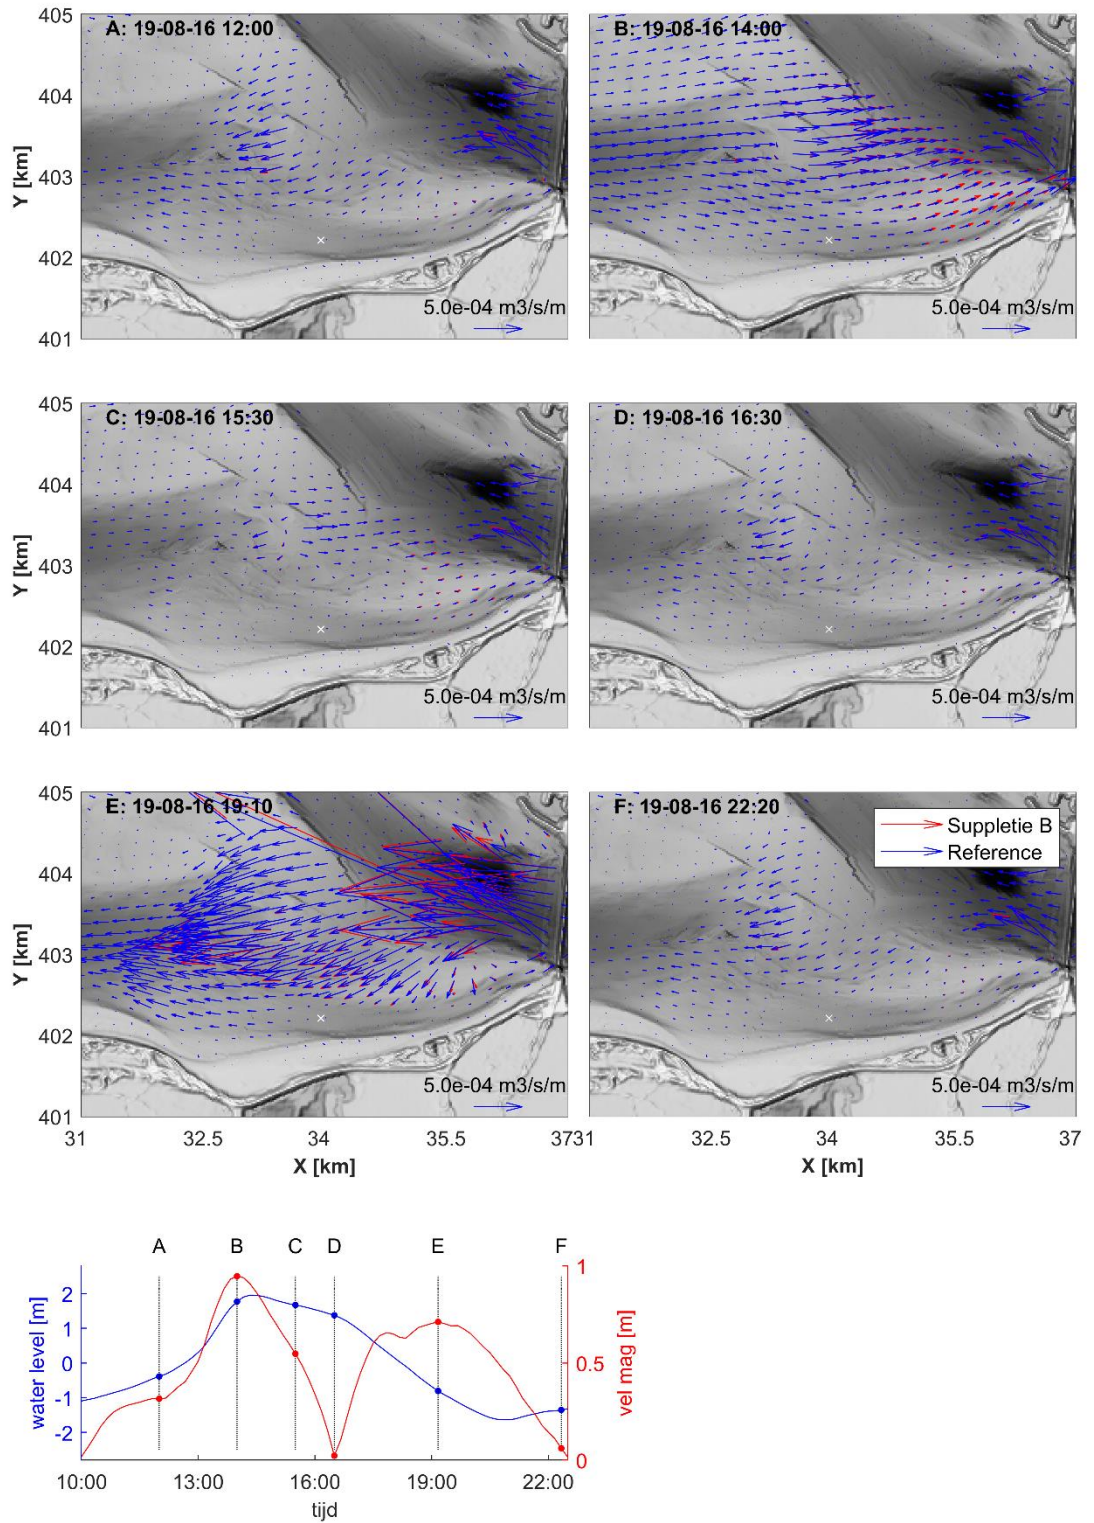 405
A: 19-08-16 12:00
B: 19-08-16 14:00
404
Y [km]
403
402
5.0e-04 m3/s/m
5.0e-04 m3/s/m
401
405
C: 19-08-16 15:30
D: 19-08-16 16:30
404
Y [km]
403
402
5.0e-04 m3/s/m
5.0e-04 m3/s/m
401
405
E: 19-08-16 19:10
F: 19-08-16 22:20
Suppletie B
Reference
404
Y [km]
403
402
5.0e-04 m3/s/m
5.0e-04 m3/s/m
401
31 32.5 34 35.5 37
31 32.5 34 35.5 37
X [km]
X [km]
A B C D E F
water level [m]
2
1
0
-1
-2
1
0.5
0
vel mag [m]
10:00 13:00 16:00 19:00 22:00
tijd